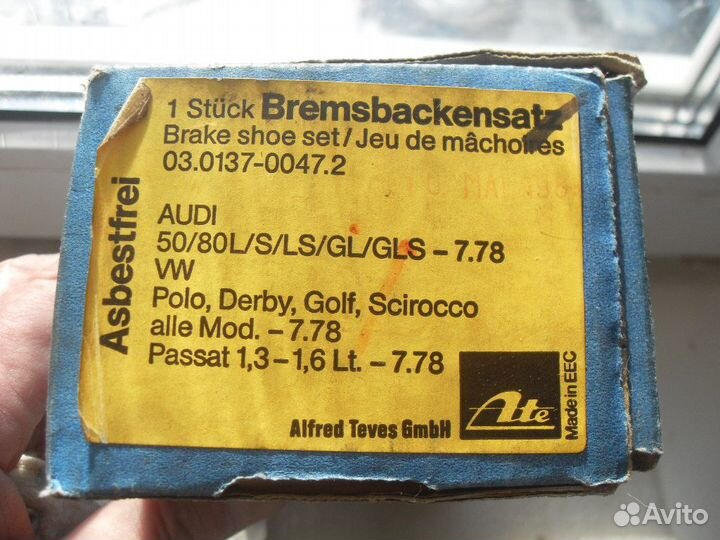 Asbestfrei
1 Stück Bremsbackensatz
Brake shoe set/Jeu de mâchoires
03.0137-0047.2
AUDI
50/80L/S/LS/GL/GLS – 7.78
VW
Polo, Derby, Golf, Scirocco
alle Mod. – 7.78
Passat 1,3 – 1,6 Lt. – 7.78
Alfred Teves GmbH
Ate
Made in EEC
Avito